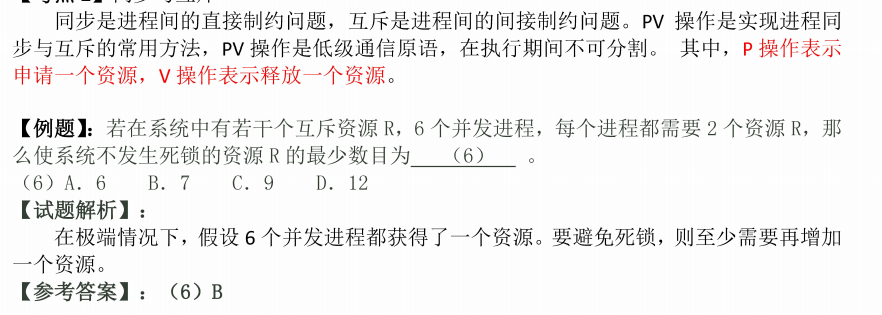 同步是进程间的直接制约问题，互斥是进程间的间接制约问题。PV 操作是实现进程同
步与互斥的常用方法，PV 操作是低级通信原语，在执行期间不可分割。 其中，P 操作表示
申请一个资源，V 操作表示释放一个资源。
【例题】：若在系统中有若干个互斥资源 R，6 个并发进程，每个进程都需要 2 个资源 R，那
么使系统不发生死锁的资源 R 的最少数目为 （6） 。
（6）A. 6 B. 7 C. 9 D. 12
【试题解析】：
在极端情况下，假设 6 个并发进程都获得了一个资源。要避免死锁，则至少需要再增加
一个资源。
【参考答案】：（6）B